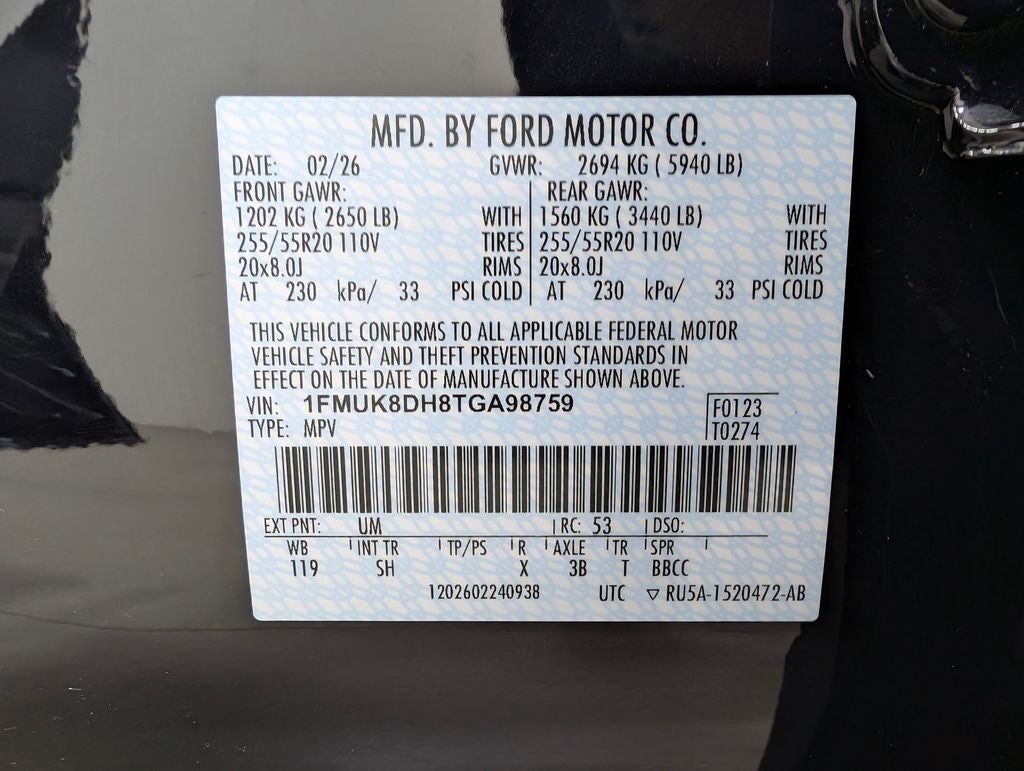 MFD. BY FORD MOTOR CO.
DATE: 02/26 GVWR: 2694 KG ( 5940 LB)
FRONT GAWR: REAR GAWR:
1202 KG ( 2650 LB) WITH 1560 KG ( 3440 LB) WITH
255/55R20 110V TIRES 255/55R20 110V TIRES
20x8.0J RIMS 20x8.0J RIMS
AT 230 kPa/ 33 PSI COLD AT 230 kPa/ 33 PSI COLD
THIS VEHICLE CONFORMS TO ALL APPLICABLE FEDERAL MOTOR
VEHICLE SAFETY AND THEFT PREVENTION STANDARDS IN
EFFECT ON THE DATE OF MANUFACTURE SHOWN ABOVE.
VIN: 1FMUK8DH8TGA98759 F0123
TYPE: MPV T0274
EXT PNT: UM RC: 53 DSO:
WB INT TR TP/PS R AXLE TR SPR
119 SH X 3B T BBCC
1202602240938 UTC ▽ RU5A-1520472-AB